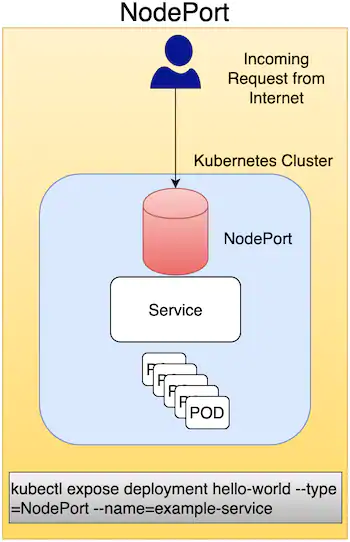 NodePort
Incoming
Request from
Internet
Kubernetes Cluster
NodePort
Service
P
P
P
P
POD
kubectl expose deployment hello-world --type
=NodePort --name=example-service